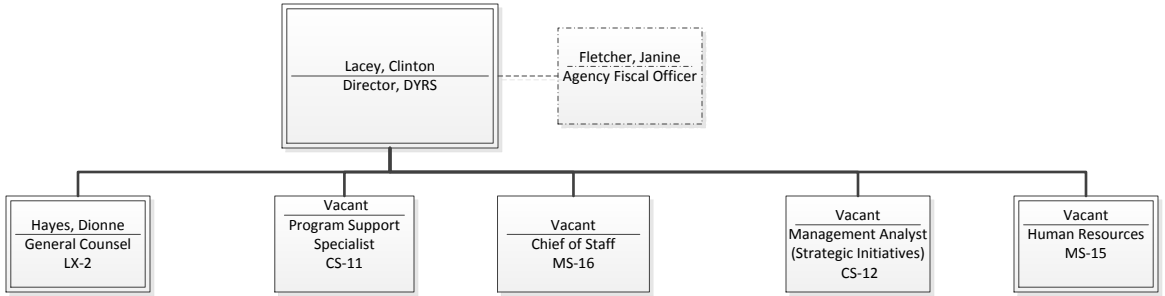 Lacey, Clinton
Director, DYRS
Fletcher, Janine
Agency Fiscal Officer
Hayes, Dionne
General Counsel
LX-2
Vacant
Program Support
Specialist
CS-11
Vacant
Chief of Staff
MS-16
Vacant
Management Analyst
(Strategic Initiatives)
CS-12
Vacant
Human Resources
MS-15